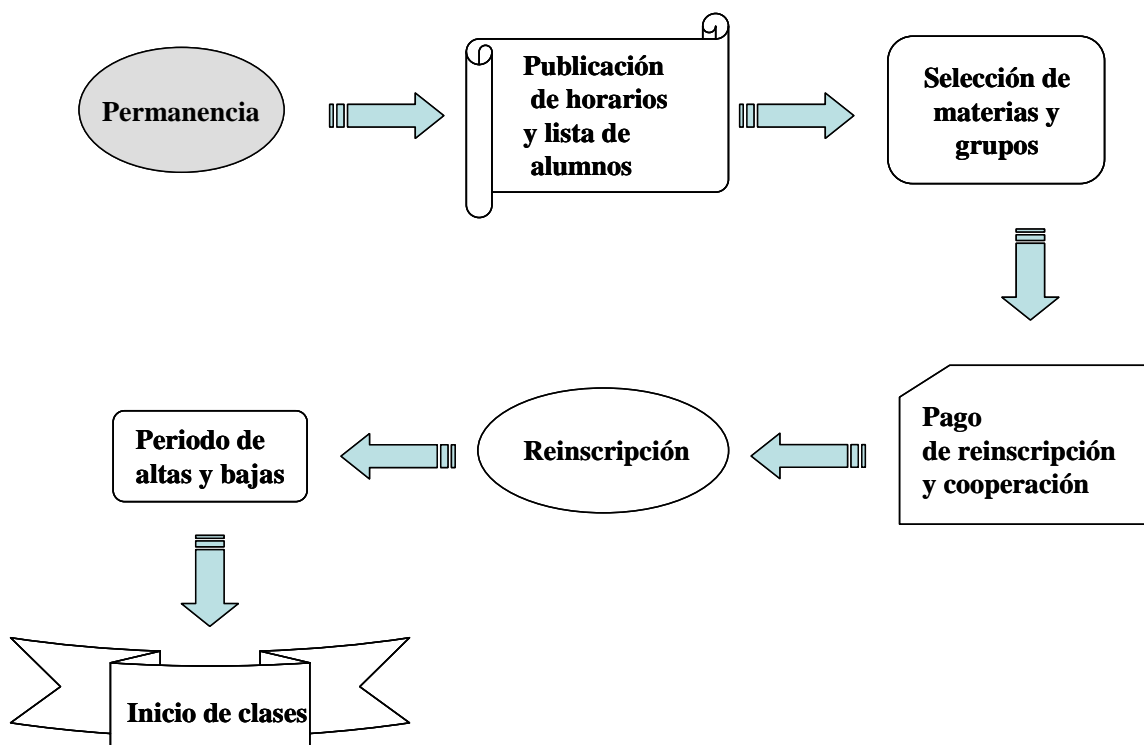 Permanencia
Publicación
de horarios
y lista de
alumnos
Selección de
materias y
grupos
Pago
de reinscripción
y cooperación
Reinscripción
Periodo de
altas y bajas
Inicio de clases